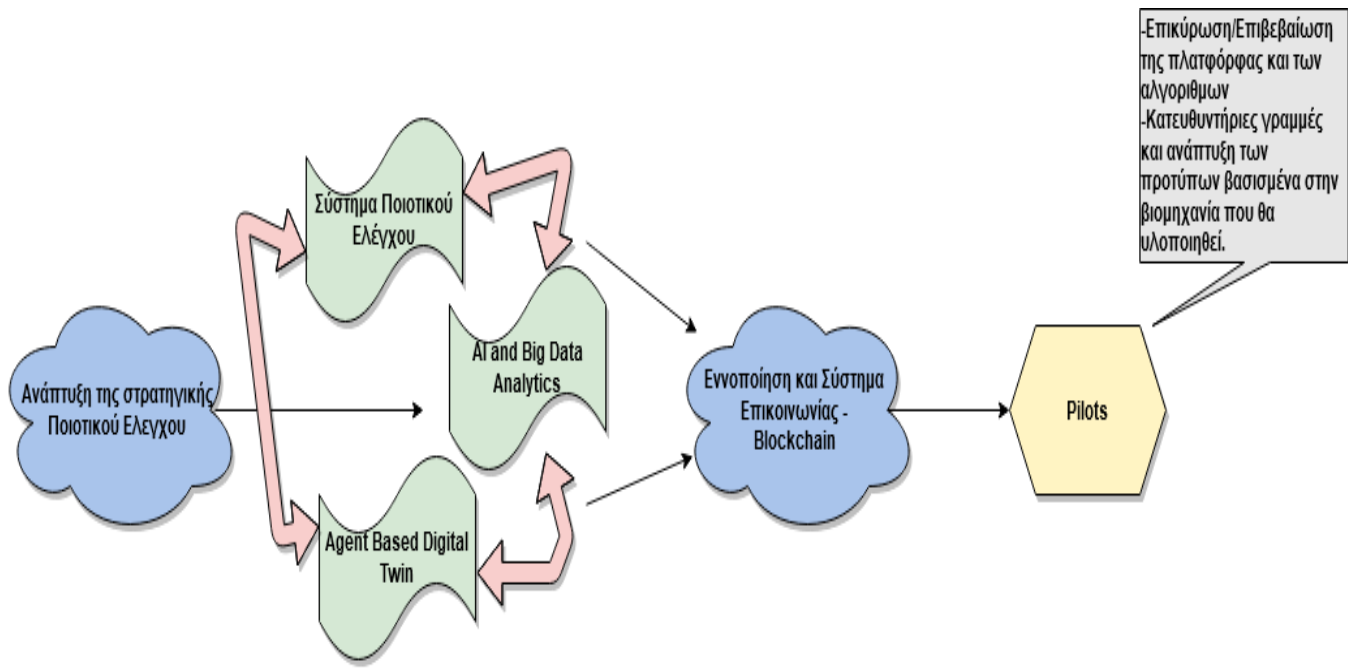 Ανάπτυξη της στρατηγικής
Ποιοτικού Ελεγχου
Σύστημα Ποιοτικού
Ελέγχου
AI and Big Data
Analytics
Agent Based Digital
Twin
Εννοποίηση και Σύστημα
Επικοινωνίας -
Blockchain
Pilots
-Επικύρωση/Επιβεβαίωση
της πλατφόρφας και των
αλγοριθμων
-Κατευθυντήριες γραμμές
και ανάπτυξη των
προτύπων βασισμένα στην
βιομηχανία που θα
υλοποιηθεί.